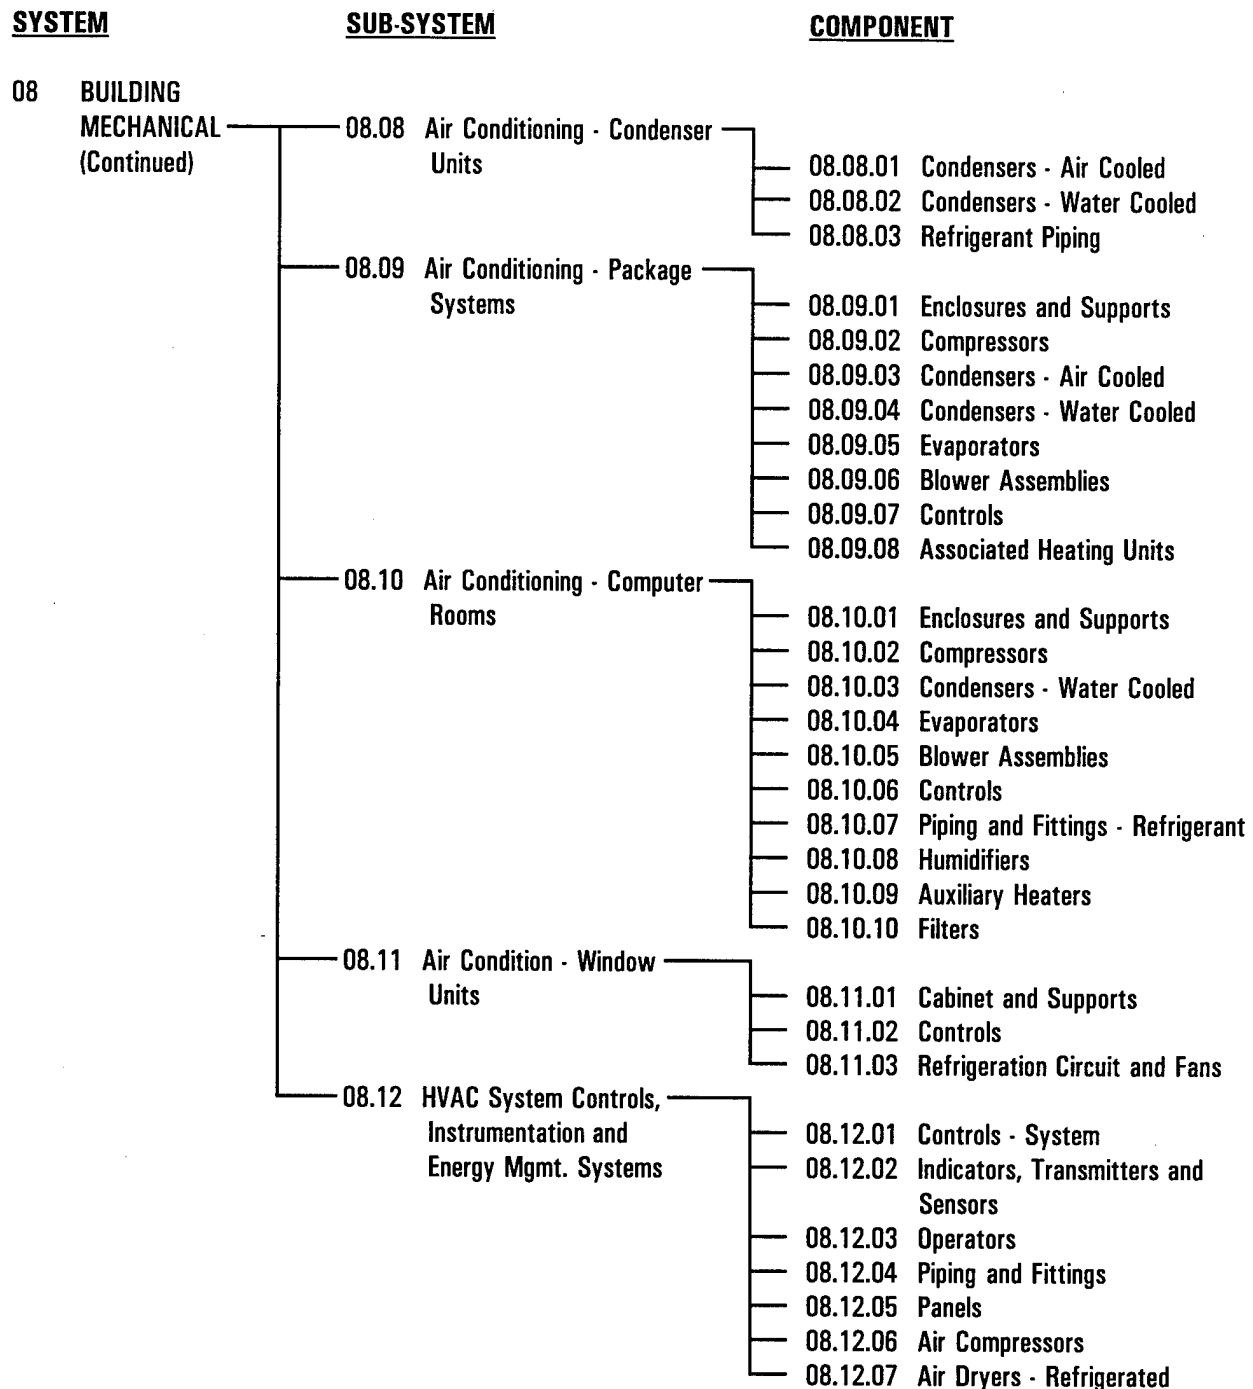 SYSTEM SUB-SYSTEM COMPONENT
08 BUILDING
MECHANICAL
(Continued)
08.08 Air Conditioning - Condenser
Units
08.08.01 Condensers - Air Cooled
08.08.02 Condensers - Water Cooled
08.08.03 Refrigerant Piping
08.09 Air Conditioning - Package
Systems
08.09.01 Enclosures and Supports
08.09.02 Compressors
08.09.03 Condensers - Air Cooled
08.09.04 Condensers - Water Cooled
08.09.05 Evaporators
08.09.06 Blower Assemblies
08.09.07 Controls
08.09.08 Associated Heating Units
08.10 Air Conditioning - Computer
Rooms
08.10.01 Enclosures and Supports
08.10.02 Compressors
08.10.03 Condensers - Water Cooled
08.10.04 Evaporators
08.10.05 Blower Assemblies
08.10.06 Controls
08.10.07 Piping and Fittings - Refrigerant
08.10.08 Humidifiers
08.10.09 Auxiliary Heaters
08.10.10 Filters
08.11 Air Condition - Window
Units
08.11.01 Cabinet and Supports
08.11.02 Controls
08.11.03 Refrigeration Circuit and Fans
08.12 HVAC System Controls,
Instrumentation and
Energy Mgmt. Systems
08.12.01 Controls - System
08.12.02 Indicators, Transmitters and
Sensors
08.12.03 Operators
08.12.04 Piping and Fittings
08.12.05 Panels
08.12.06 Air Compressors
08.12.07 Air Dryers - Refrigerated